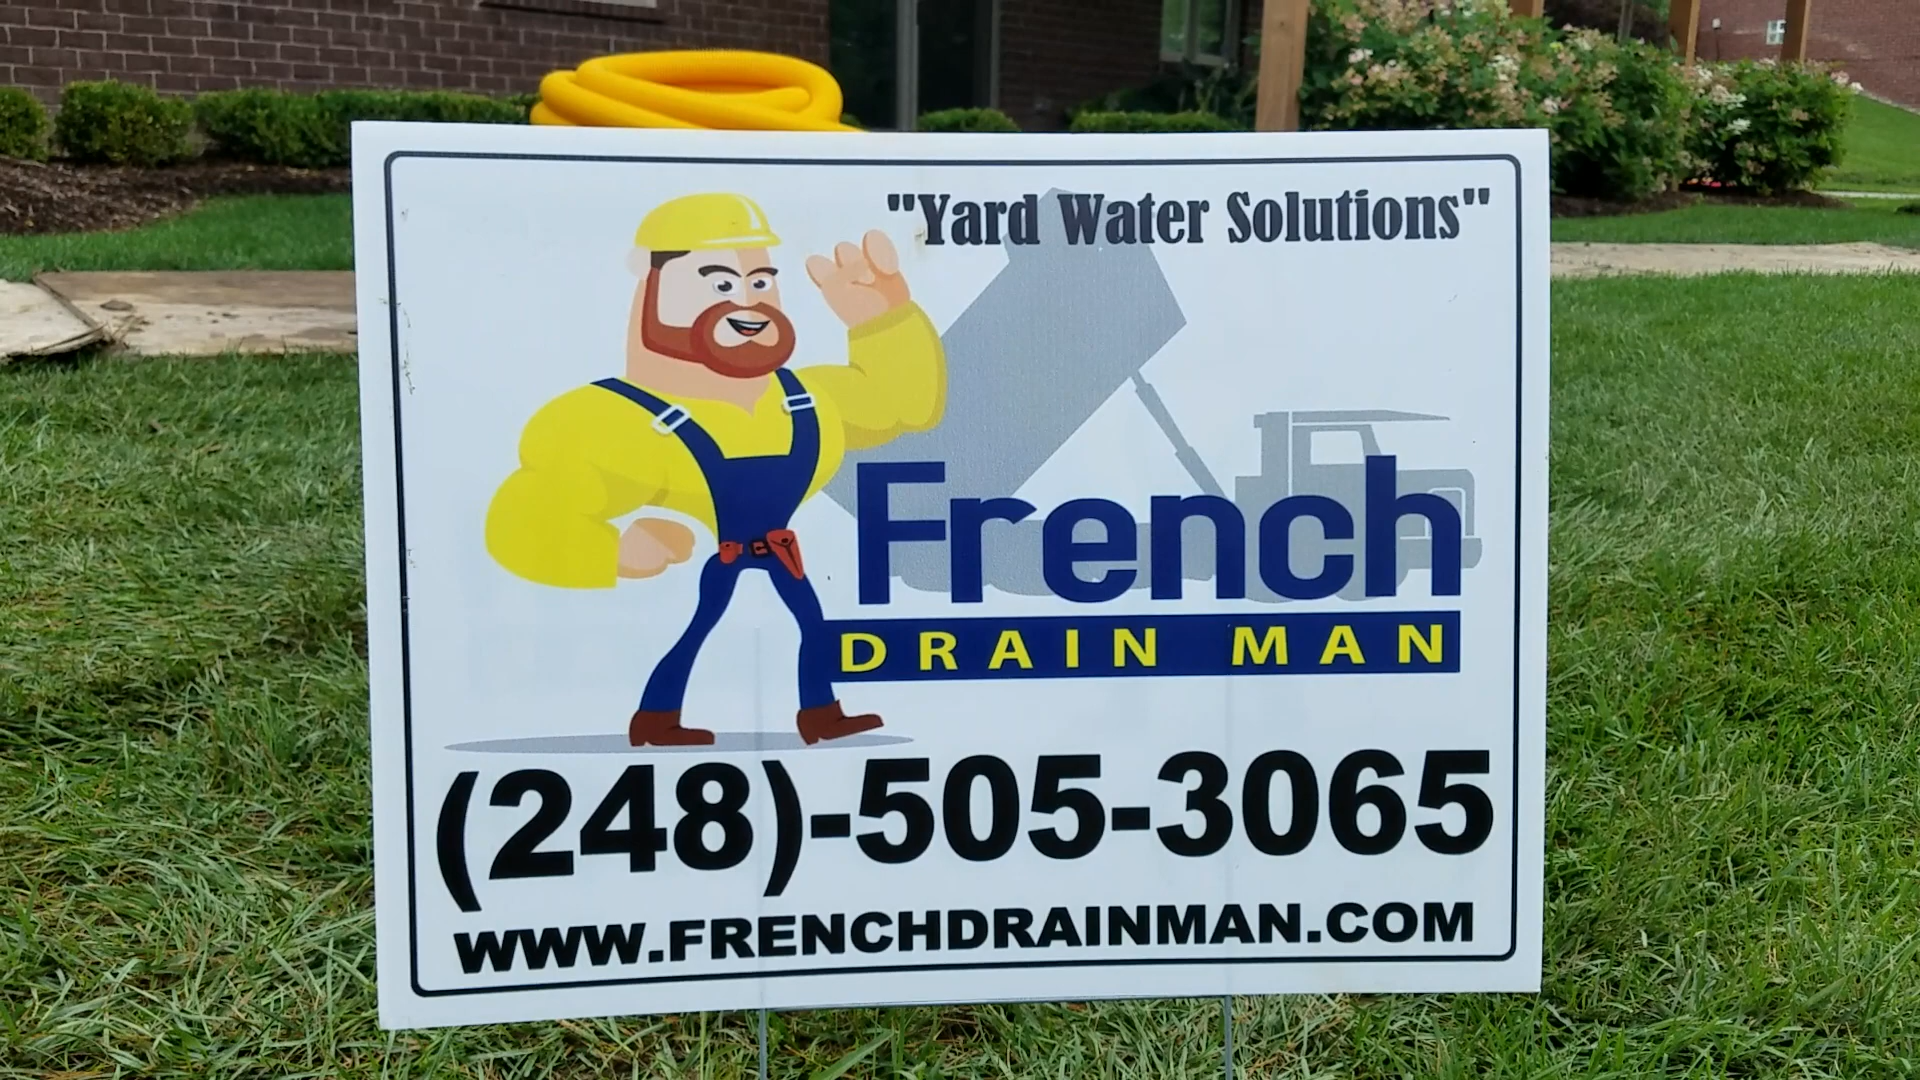 "Yard Water Solutions"
French
DRAIN MAN
(248)-505-3065
WWW.FRENCHDRAINMAN.COM